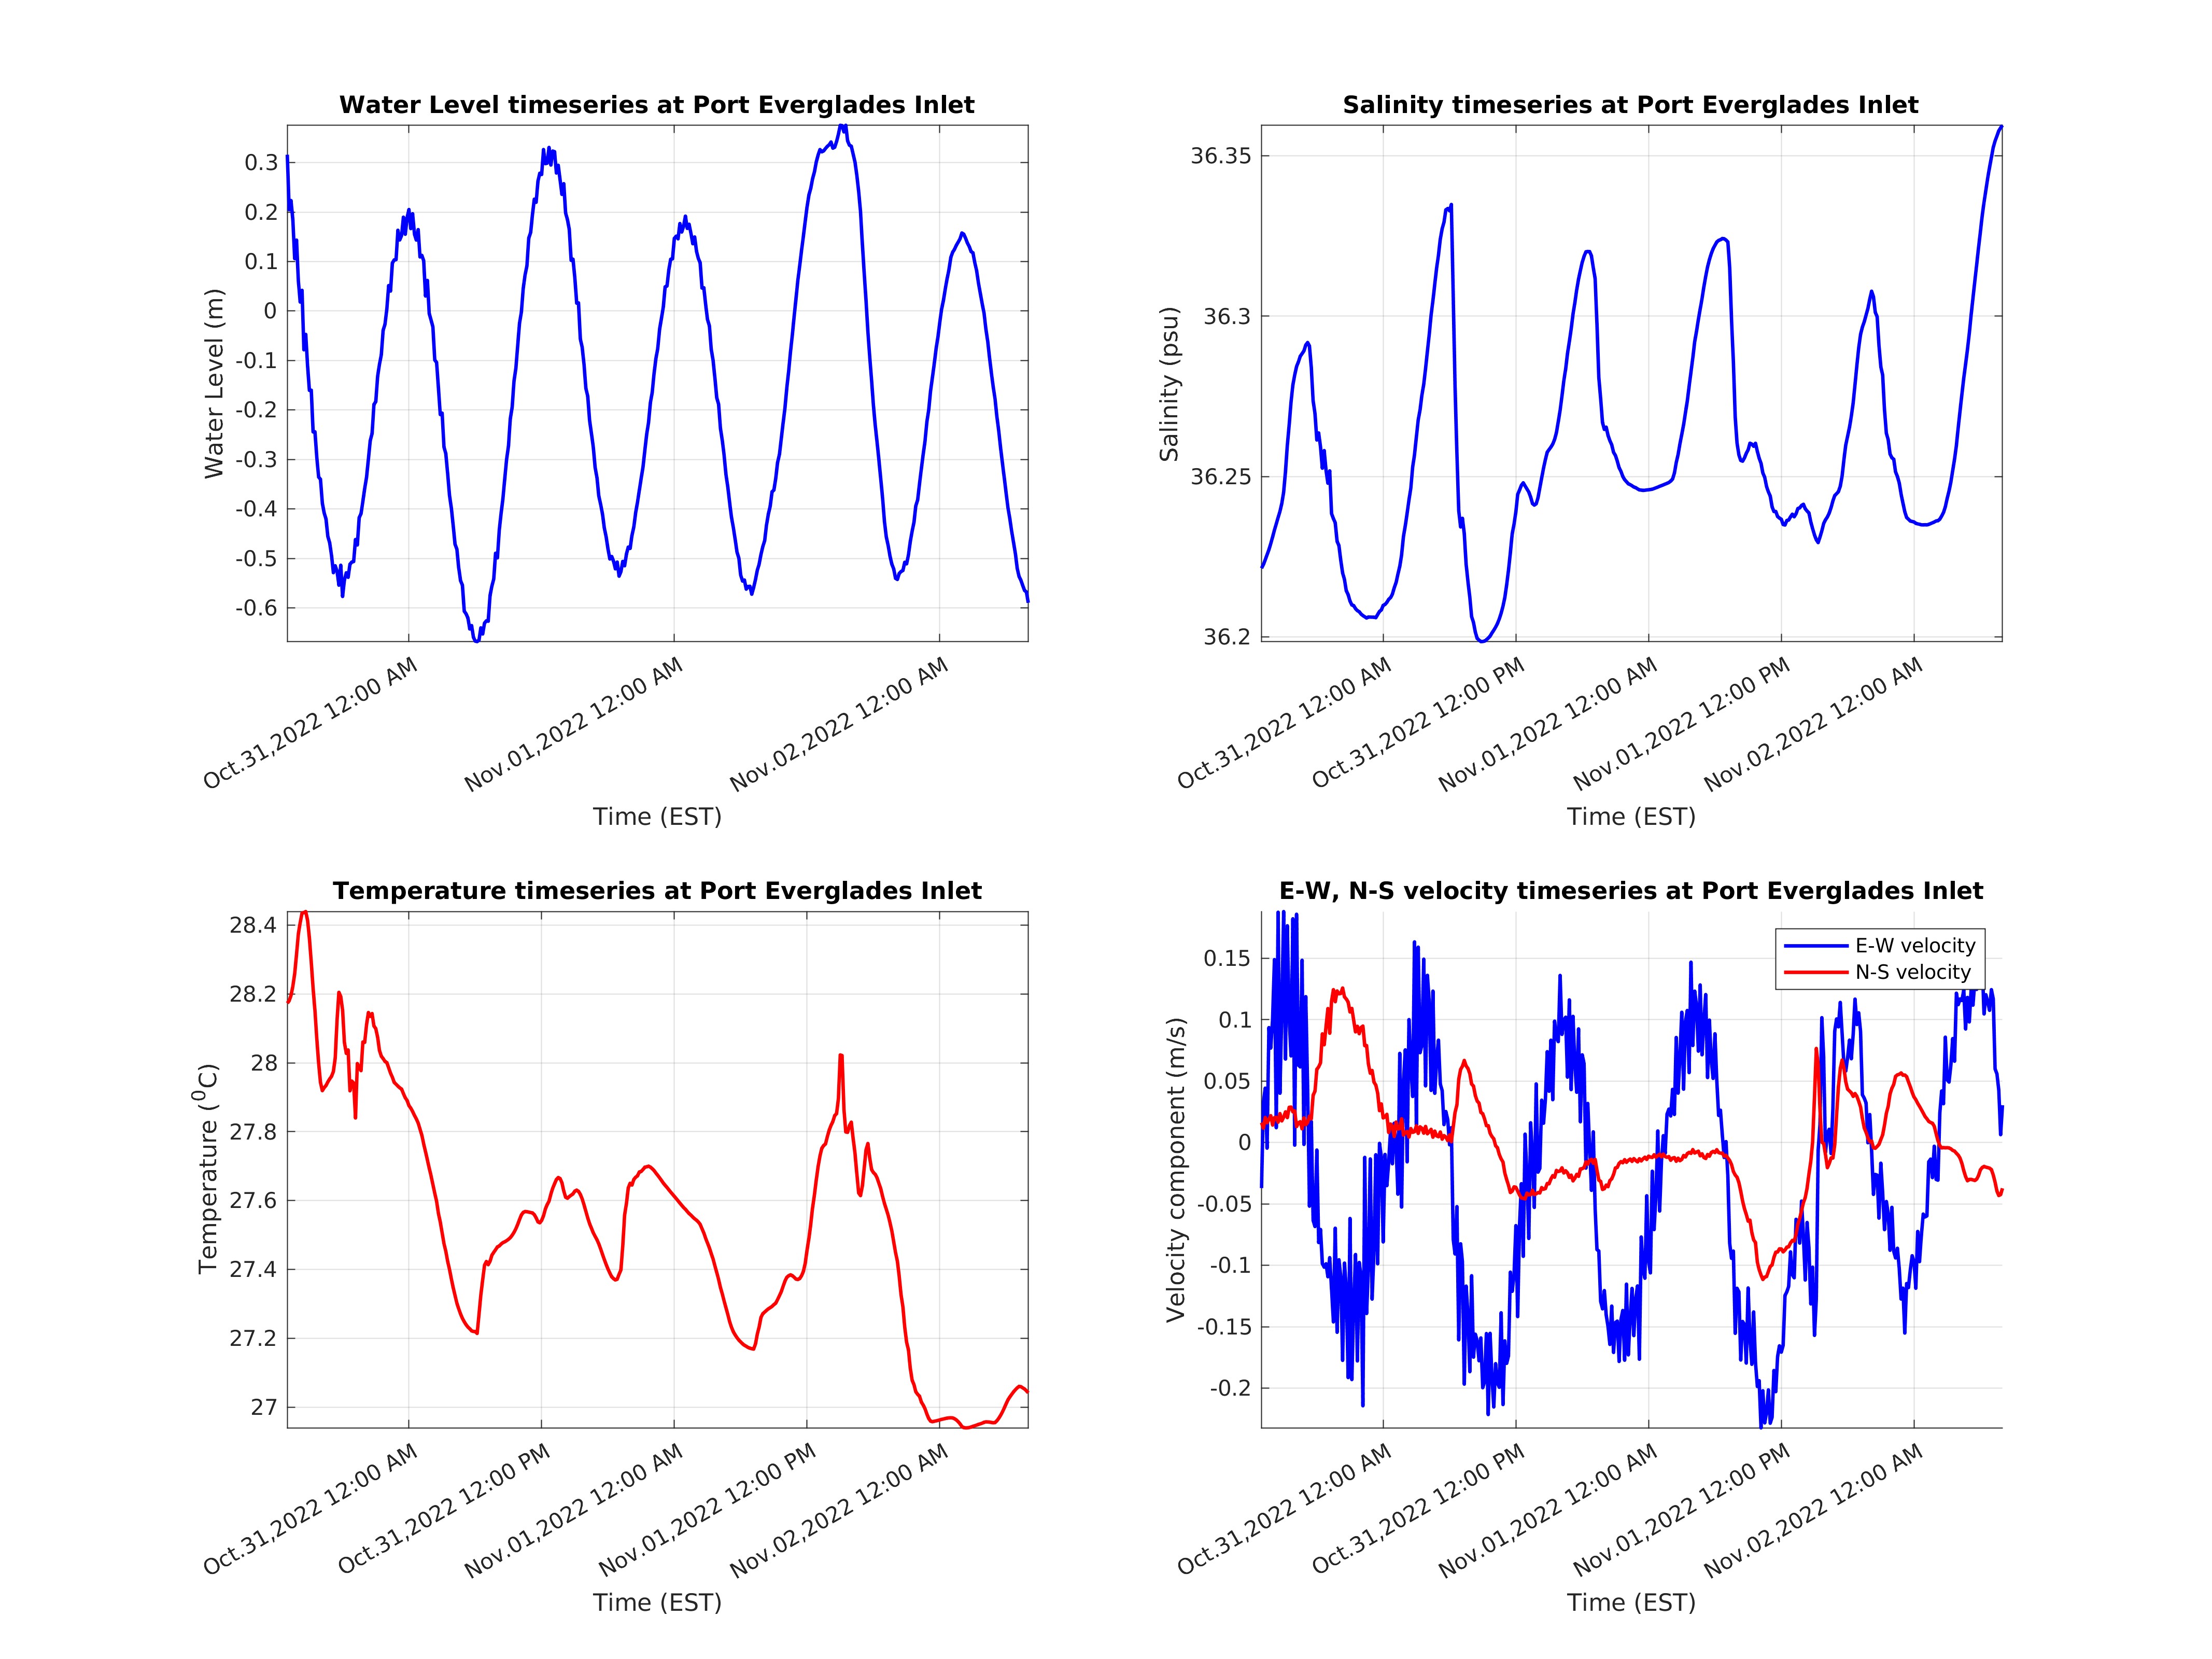 Water Level timeseries at Port Everglades Inlet
0.3
0.2
0.1
0
-0.1
-0.2
-0.3
-0.4
-0.5
-0.6
Water Level (m)
Oct.31,2022 12:00 AM
Nov.01,2022 12:00 AM
Nov.02,2022 12:00 AM
Time (EST)
Salinity timeseries at Port Everglades Inlet
36.35
36.3
36.25
36.2
Salinity (psu)
Oct.31,2022 12:00 AM
Oct.31,2022 12:00 PM
Nov.01,2022 12:00 AM
Nov.01,2022 12:00 PM
Nov.02,2022 12:00 AM
Time (EST)
Temperature timeseries at Port Everglades Inlet
28.4
28.2
28
27.8
27.6
27.4
27.2
27
Temperature (⁰C)
Oct.31,2022 12:00 AM
Oct.31,2022 12:00 PM
Nov.01,2022 12:00 AM
Nov.01,2022 12:00 PM
Nov.02,2022 12:00 AM
Time (EST)
E-W, N-S velocity timeseries at Port Everglades Inlet
E-W velocity
N-S velocity
0.15
0.1
0.05
0
-0.05
-0.1
-0.15
-0.2
Velocity component (m/s)
Oct.31,2022 12:00 AM
Oct.31,2022 12:00 PM
Nov.01,2022 12:00 AM
Nov.01,2022 12:00 PM
Nov.02,2022 12:00 AM
Time (EST)